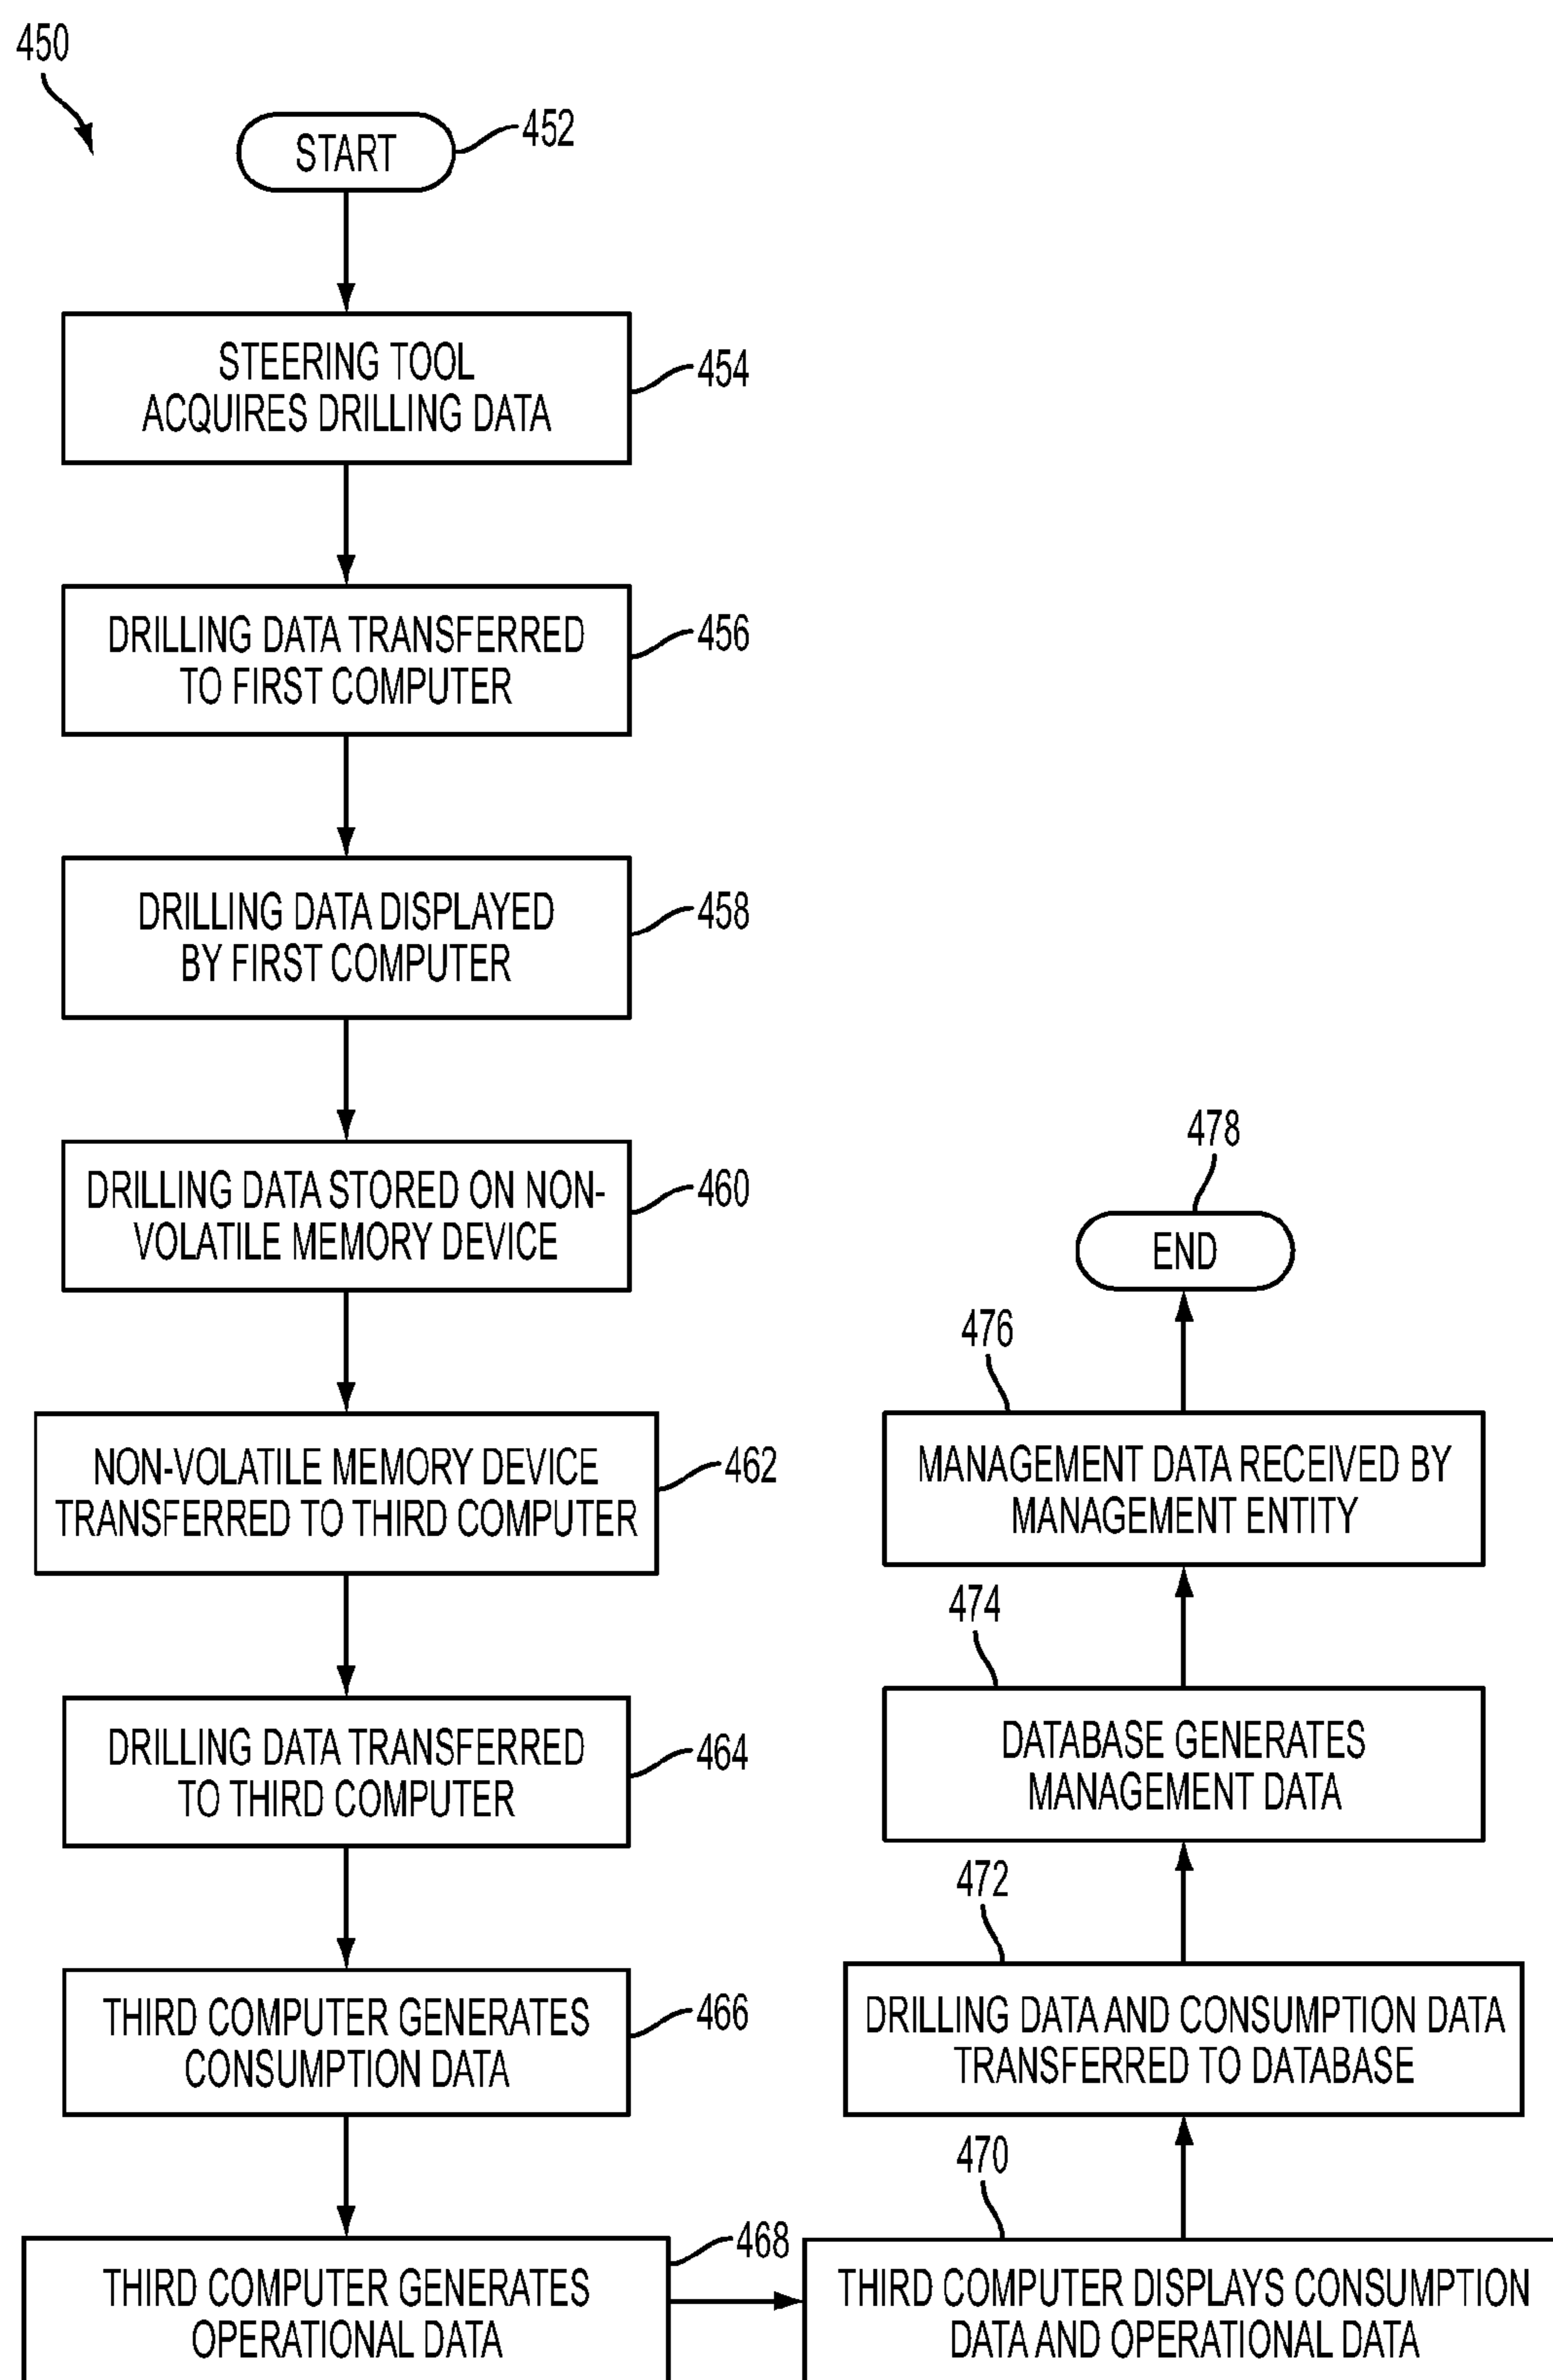 450
START
452
STEERING TOOL
ACQUIRES DRILLING DATA
454
DRILLING DATA TRANSFERRED
TO FIRST COMPUTER
456
DRILLING DATA DISPLAYED
BY FIRST COMPUTER
458
DRILLING DATA STORED ON NON-
VOLATILE MEMORY DEVICE
460
NON-VOLATILE MEMORY DEVICE
TRANSFERRED TO THIRD COMPUTER
462
DRILLING DATA TRANSFERRED
TO THIRD COMPUTER
464
THIRD COMPUTER GENERATES
CONSUMPTION DATA
466
THIRD COMPUTER GENERATES
OPERATIONAL DATA
468
470
THIRD COMPUTER DISPLAYS CONSUMPTION
DATA AND OPERATIONAL DATA
472
DRILLING DATA AND CONSUMPTION DATA
TRANSFERRED TO DATABASE
474
DATABASE GENERATES
MANAGEMENT DATA
476
MANAGEMENT DATA RECEIVED BY
MANAGEMENT ENTITY
478
END